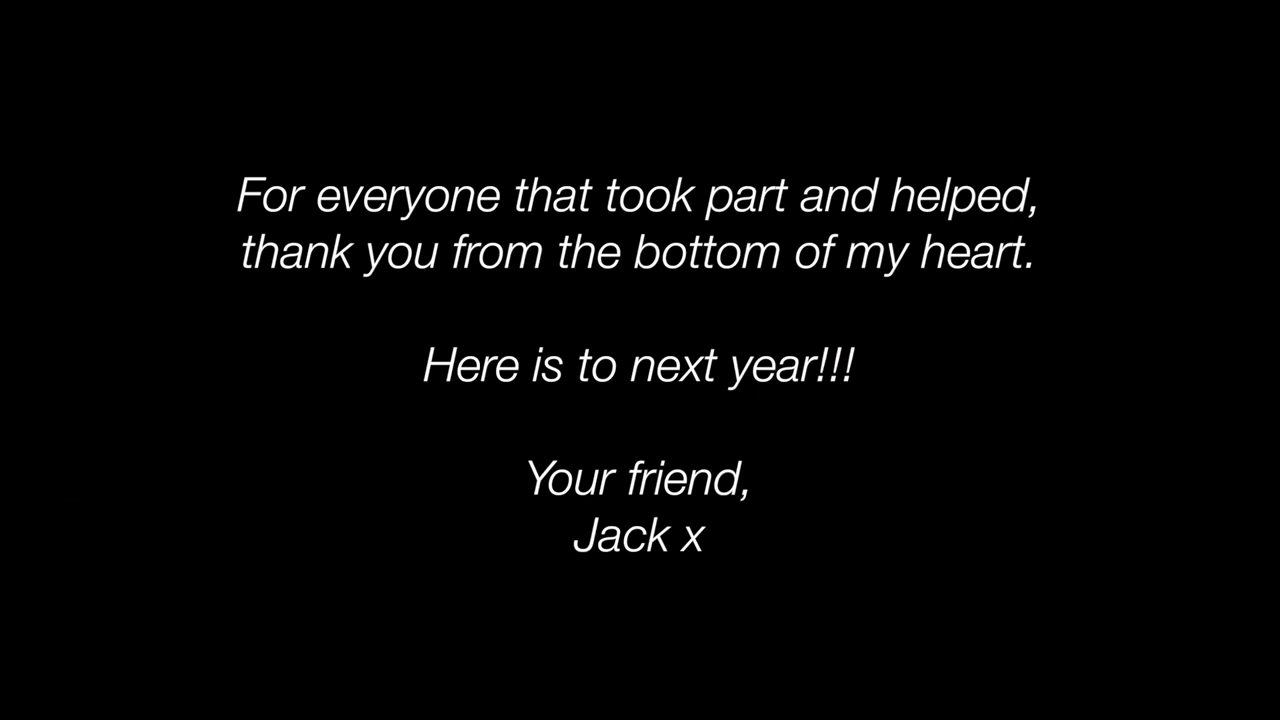 For everyone that took part and helped,
thank you from the bottom of my heart.
Here is to next year!!!
Your friend,
Jack x